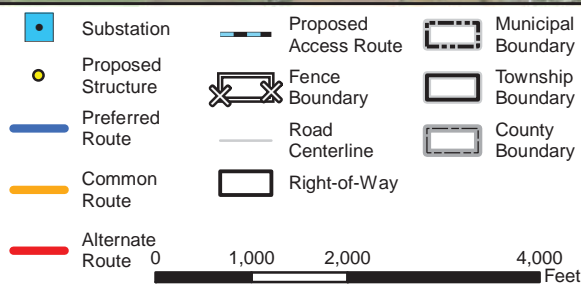 Substation
Proposed
Structure
Preferred
Route
Common
Route
Alternate
Route
Proposed
Access Route
Fence
Boundary
Road
Centerline
Right-of-Way
Municipal
Boundary
Township
Boundary
County
Boundary
0 1,000 2,000 4,000
Feet